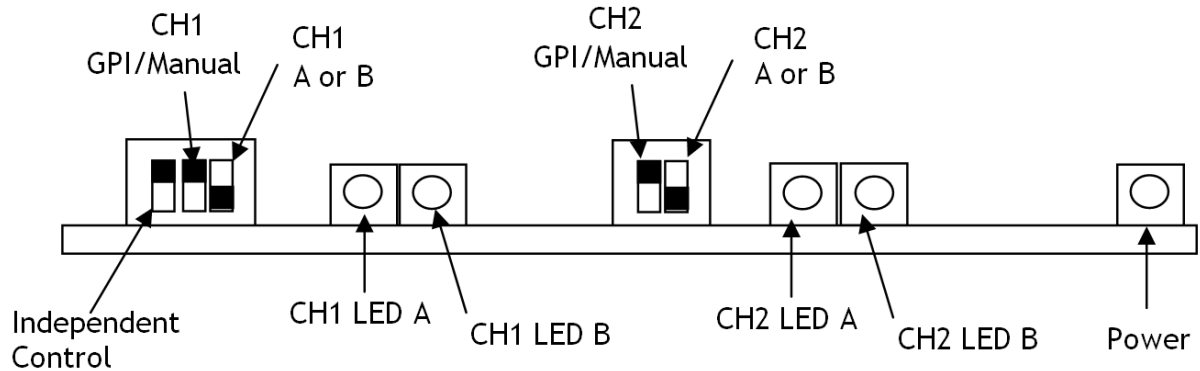 CH1
GPI/Manual
CH1
A or B
CH2
GPI/Manual
CH2
A or B
Independent
Control
CH1 LED A
CH1 LED B
CH2 LED A
CH2 LED B
Power